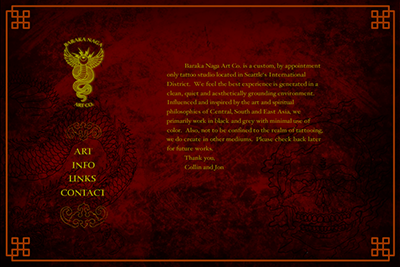 BARAKA NAGA
ART CO.
ART
INFO
LINKS
CONTACT
Baraka Naga Art Co. is a custom, by appointment
only tattoo studio located in Seattle's International
District. We feel the best experience is generated in a
clean, quiet and aesthetically grounding environment.
Influenced and inspired by the art and spiritual
philosophies of Central, South and East Asia, we
primarily work in black and grey with minimal use of
color. Also, not to be confined to the realm of tattooing,
we do create in other mediums. Please check back later
for future works.
Thank you,
Collin and Jon